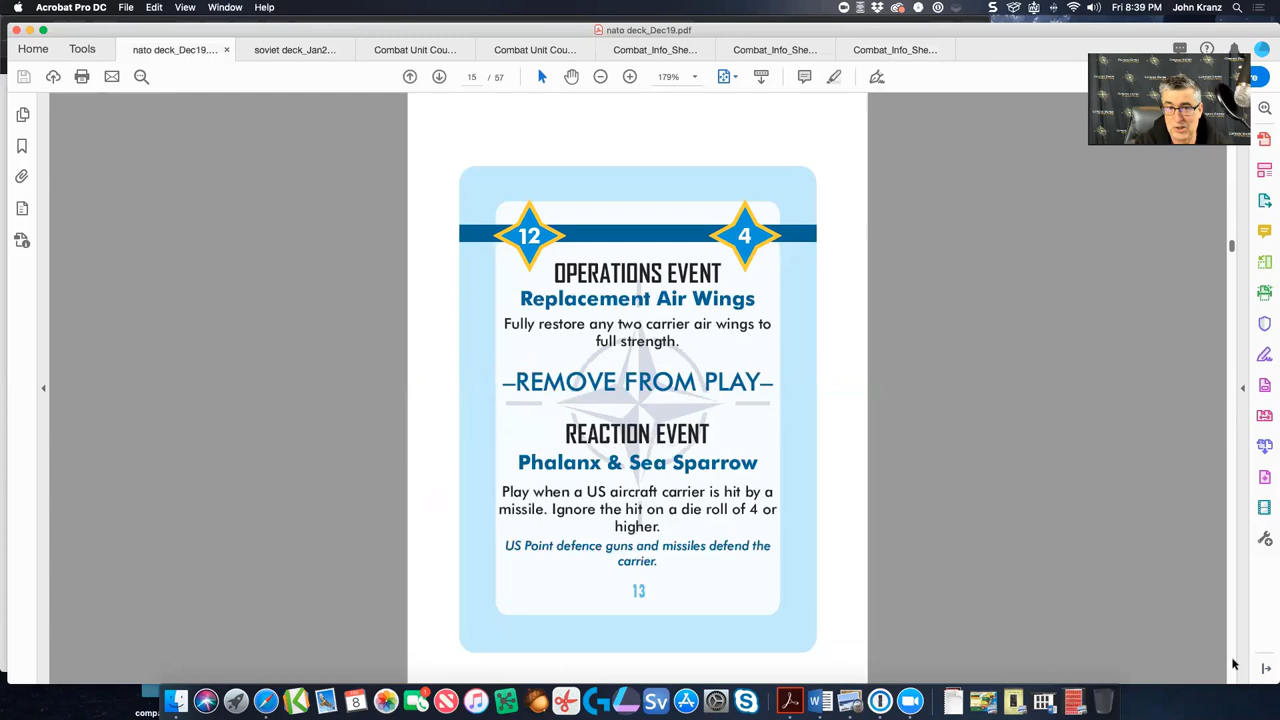 Acrobat Pro DC File Edit View Window Help Fri 8:39 PM John Kranz
nato deck_Dec19.pdf
Home Tools nato deck_Dec19.... × soviet deck_Jan2... Combat Unit Cou... Combat Unit Cou... Combat_Info_She... Combat_Info_She... Combat_Info_She...
15 / 57 179%
12 4
OPERATIONS EVENT
Replacement Air Wings
Fully restore any two carrier air wings to
full strength.
–REMOVE FROM PLAY–
REACTION EVENT
Phalanx & Sea Sparrow
Play when a US aircraft carrier is hit by a
missile. Ignore the hit on a die roll of 4 or
higher.
US Point defence guns and missiles defend the
carrier.
13
8
Sv
compa